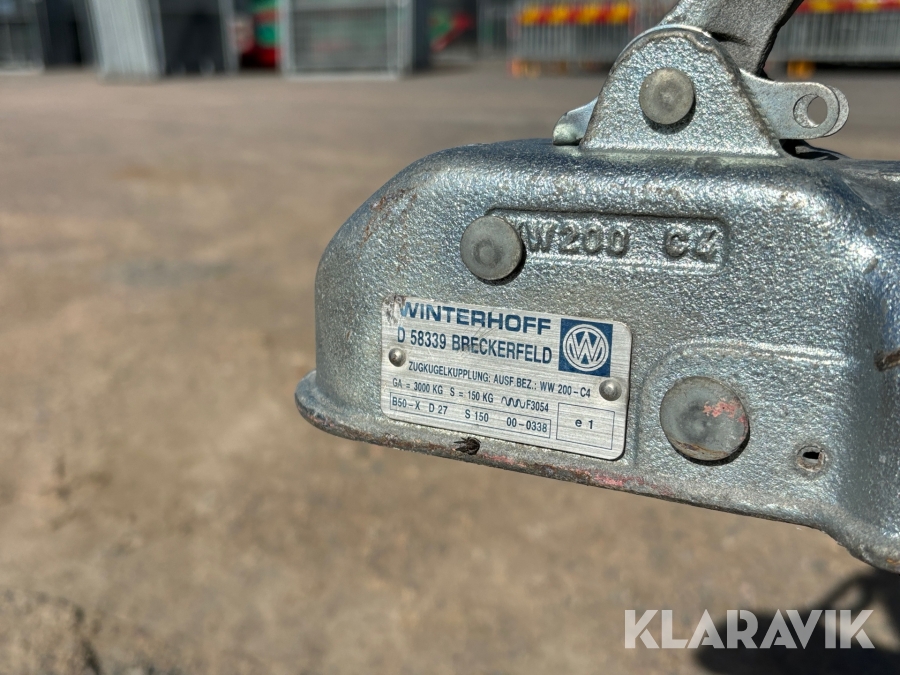 WW200 C4
WINTERHOFF
D 58339 BRECKERFELD
ZUGKUGELKUPPLUNG: AUSF.BEZ.: WW 200-C4
GA = 3000 KG S = 150 KG F3054
B50-X D 27 S 150 00-0338 e 1
KLARAVIK